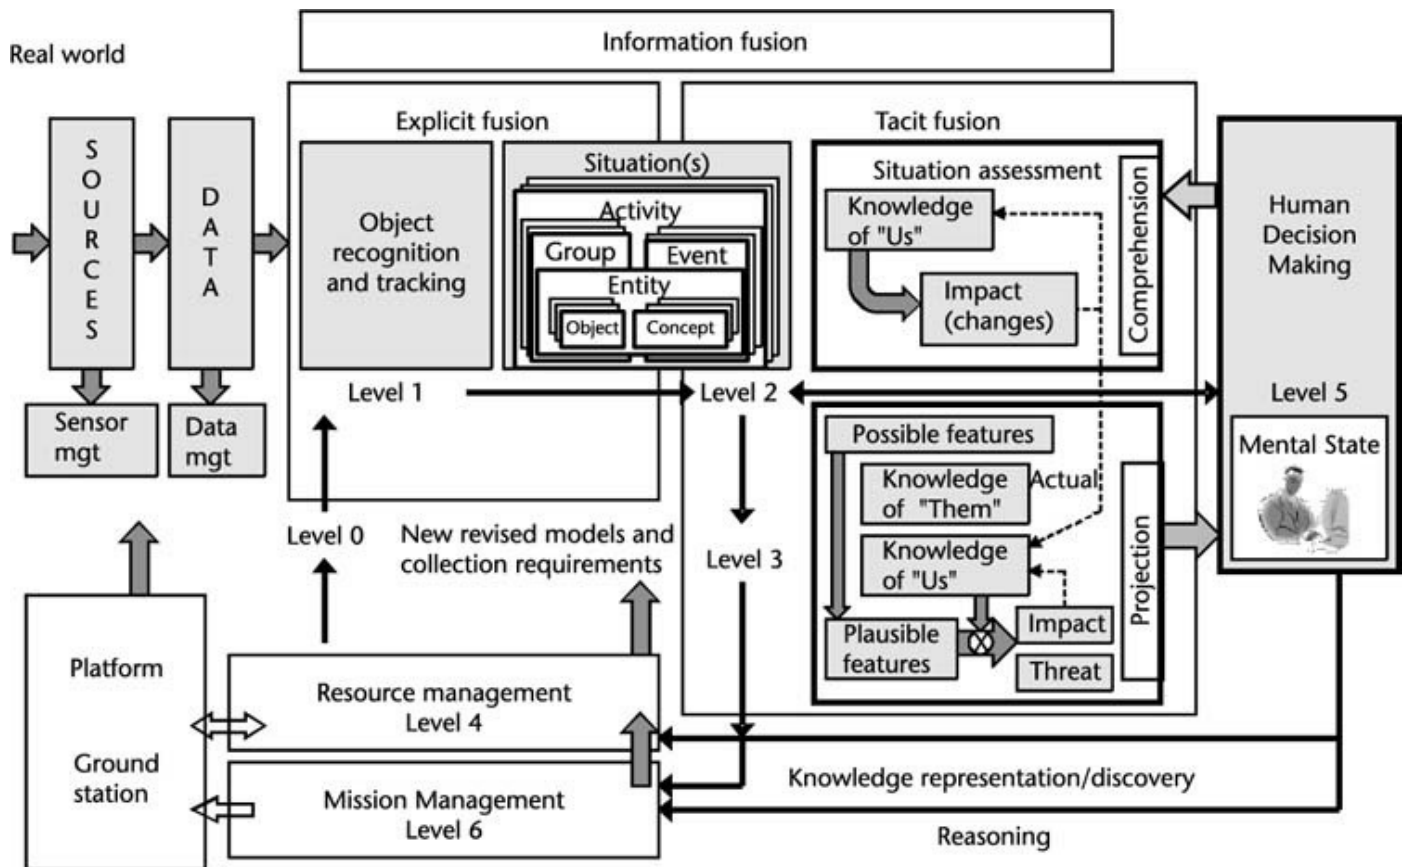 Information fusion
Real world
Explicit fusion
Tacit fusion
SOURCES
DATA
Object
recognition
and tracking
Situation(s)
Activity
Group
Event
Entity
Object
Concept
Situation assessment
Knowledge
of "Us"
Impact
(changes)
Comprehension
Human
Decision
Making
Level 1
Level 2
Level 5
Sensor
mgt
Data
mgt
Mental State
Possible features
Knowledge
of "Them"
Actual
Knowledge
of "Us"
Projection
Plausible
features
X
Impact
Threat
Level 0
New revised models and
collection requirements
Level 3
Platform
Ground
station
Resource management
Level 4
Mission Management
Level 6
Knowledge representation/discovery
Reasoning